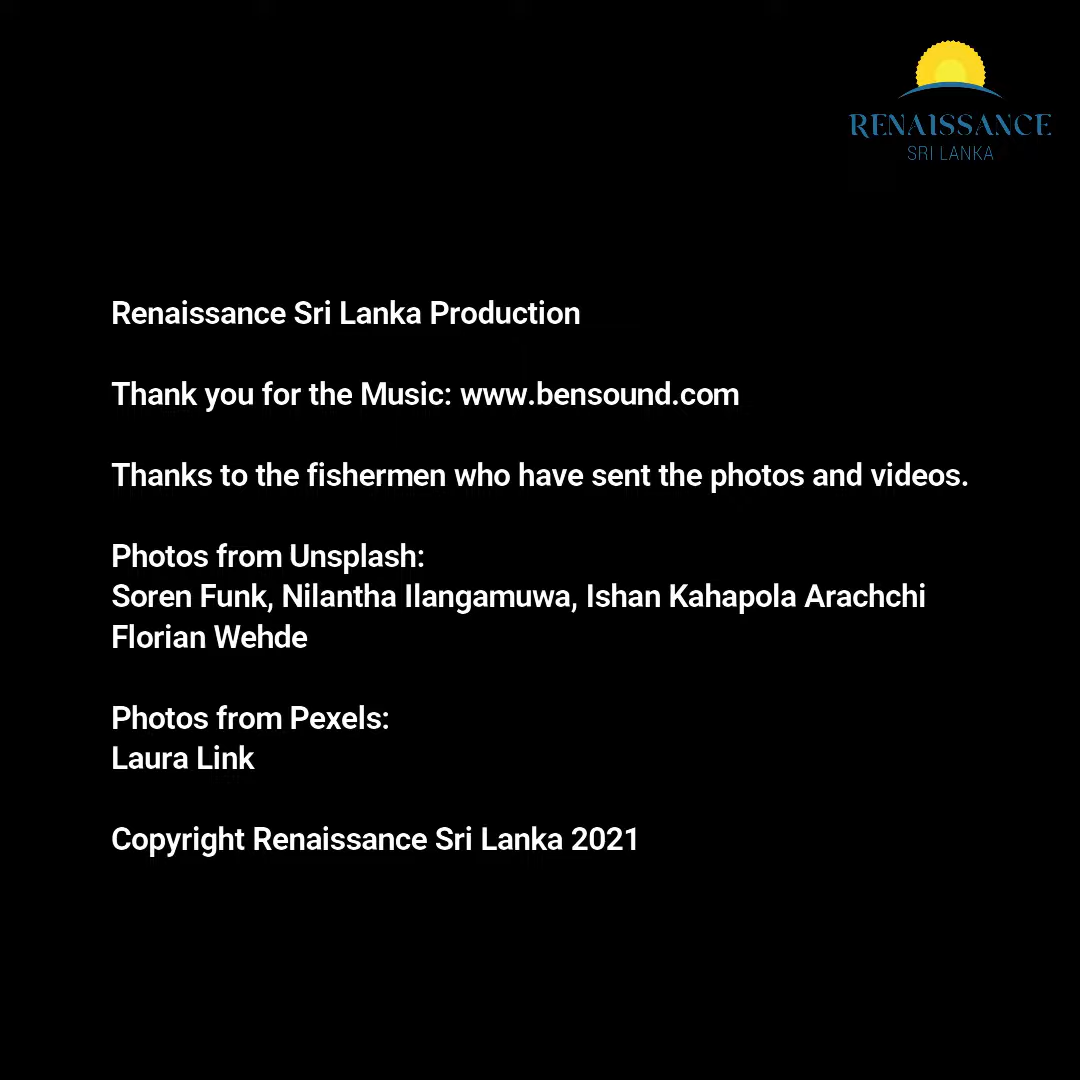 RENAISSANCE
SRI LANKA
Renaissance Sri Lanka Production
Thank you for the Music: www.bensound.com
Thanks to the fishermen who have sent the photos and videos.
Photos from Unsplash:
Soren Funk, Nilantha Ilangamuwa, Ishan Kahapola Arachchi
Florian Wehde
Photos from Pexels:
Laura Link
Copyright Renaissance Sri Lanka 2021